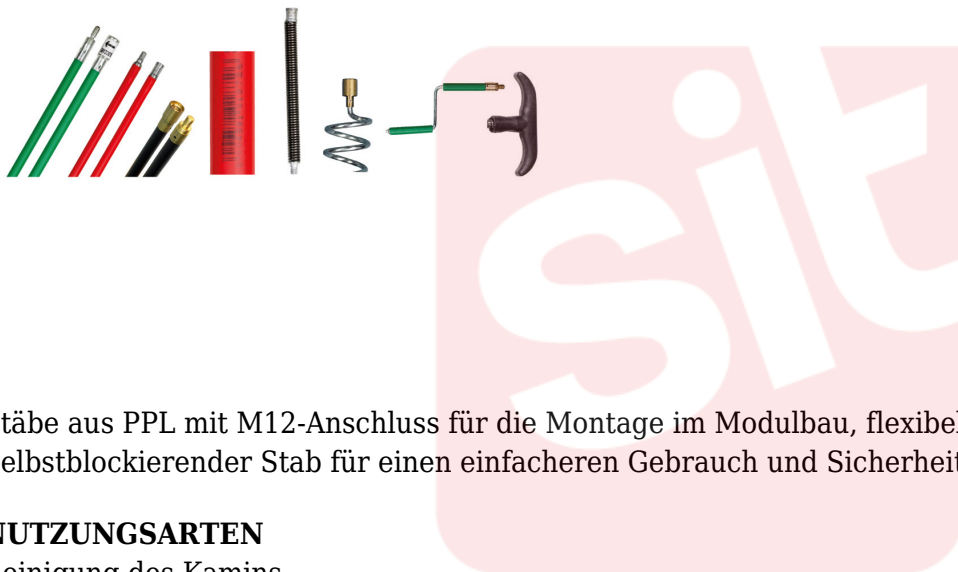 sit
täbe aus PPL mit M12-Anschluss für die Montage im Modulbau, flexibel
elbstblockierender Stab für einen einfacheren Gebrauch und Sicherheit
NUTZUNGSARTEN
einigung des Kamins